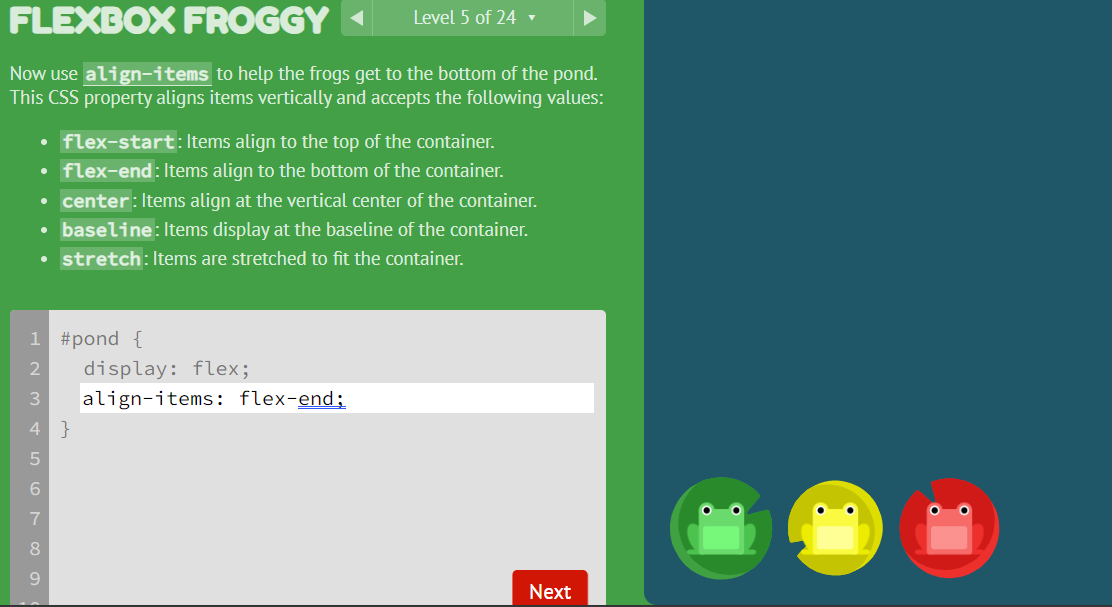 FLEXBOX FROGGY
◀ Level 5 of 24 ▼ ▶
Now use align-items to help the frogs get to the bottom of the pond.
This CSS property aligns items vertically and accepts the following values:
• flex-start: Items align to the top of the container.
• flex-end: Items align to the bottom of the container.
• center: Items align at the vertical center of the container.
• baseline: Items display at the baseline of the container.
• stretch: Items are stretched to fit the container.
1 #pond {
2 display: flex;
3 align-items: flex-end;
4 }
5
6
7
8
9
10
Next